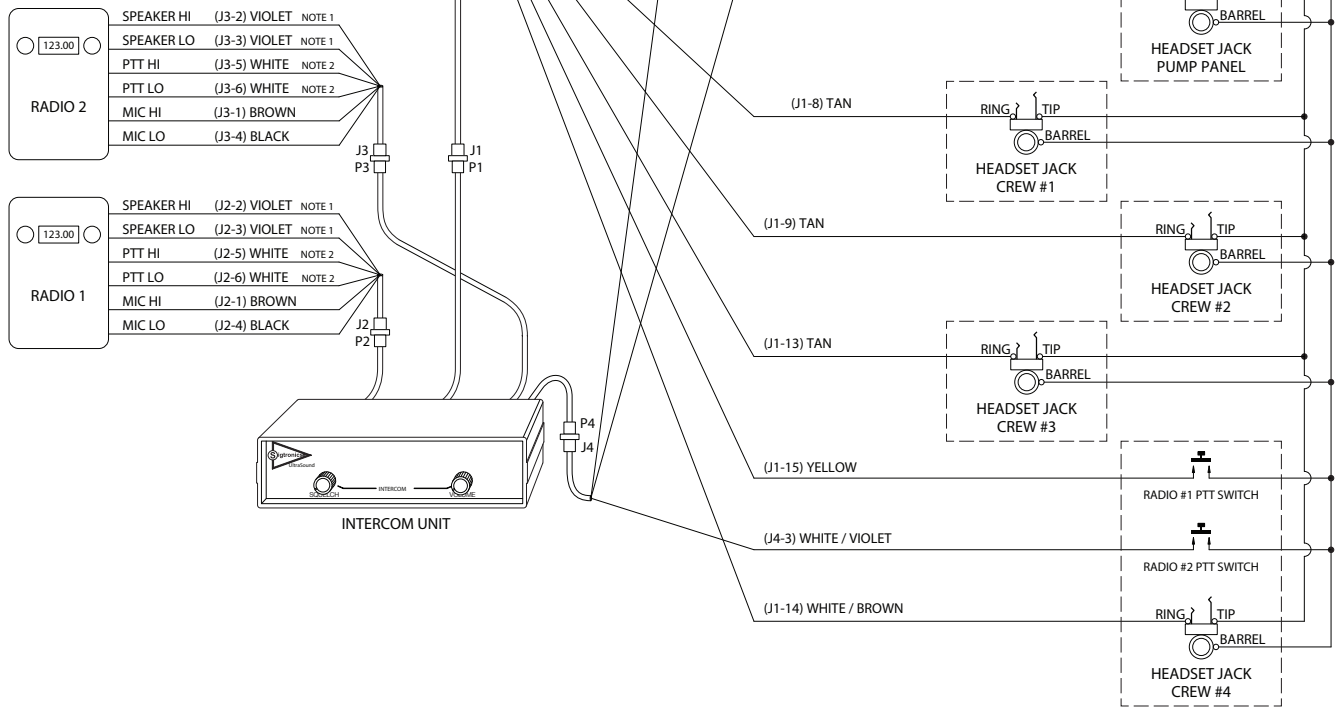 SPEAKER HI (J3-2) VIOLET NOTE 1
SPEAKER LO (J3-3) VIOLET NOTE 1
PTT HI (J3-5) WHITE NOTE 2
PTT LO (J3-6) WHITE NOTE 2
MIC HI (J3-1) BROWN
MIC LO (J3-4) BLACK
123.00
RADIO 2
J3
P3
J1
P1
SPEAKER HI (J2-2) VIOLET NOTE 1
SPEAKER LO (J2-3) VIOLET NOTE 1
PTT HI (J2-5) WHITE NOTE 2
PTT LO (J2-6) WHITE NOTE 2
MIC HI (J2-1) BROWN
MIC LO (J2-4) BLACK
123.00
RADIO 1
J2
P2
P4
J4
Sigtronics
UltraSound
SQUELCH
INTERCOM
VOLUME
INTERCOM UNIT
BARREL
HEADSET JACK
PUMP PANEL
(J1-8) TAN
RING TIP
BARREL
HEADSET JACK
CREW #1
(J1-9) TAN
RING TIP
BARREL
HEADSET JACK
CREW #2
(J1-13) TAN
RING TIP
BARREL
HEADSET JACK
CREW #3
(J1-15) YELLOW
RADIO #1 PTT SWITCH
(J4-3) WHITE / VIOLET
RADIO #2 PTT SWITCH
(J1-14) WHITE / BROWN
RING TIP
BARREL
HEADSET JACK
CREW #4